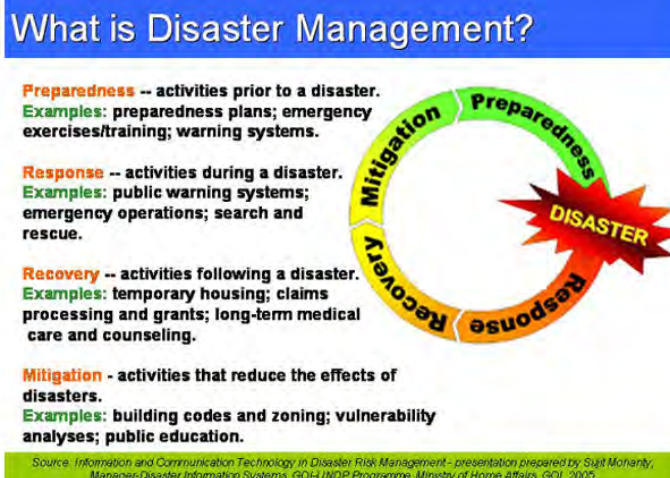 What is Disaster Management?
Preparedness -- activities prior to a disaster.
Examples: preparedness plans; emergency
exercises/training; warning systems.
Response -- activities during a disaster.
Examples: public warning systems;
emergency operations; search and
rescue.
Recovery -- activities following a disaster.
Examples: temporary housing; claims
processing and grants; long-term medical
care and counseling.
Mitigation - activities that reduce the effects of
disasters.
Examples: building codes and zoning; vulnerability
analyses; public education.
Mitigation
Preparedness
DISASTER
Response
Recovery
Source: Information and Communication Technology in Disaster Risk Management - presentation prepared by Sujit Mohanty,
Manager-Disaster Information Systems, GOI-UNDP Programme, Ministry of Home Affairs, GOI, 2005